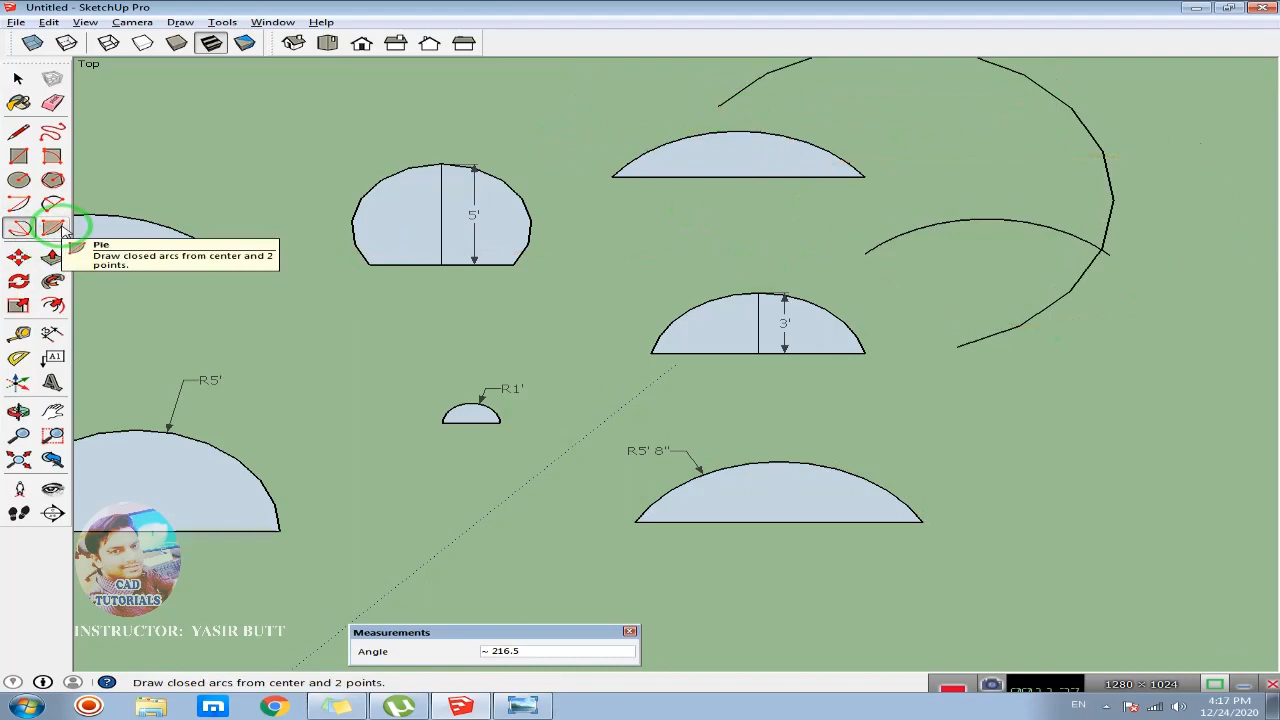 Untitled - SketchUp Pro
File Edit View Camera Draw Tools Window Help
Top
5'
Pie
Draw closed arcs from center and 2
points.
3'
A1
R5'
R1'
R5' 8"
CAD
TUTORIALS
INSTRUCTOR: YASIR BUTT
Measurements
Angle ~ 216.5
Draw closed arcs from center and 2 points.
1280 × 1024
EN 4:17 PM
12/24/2020